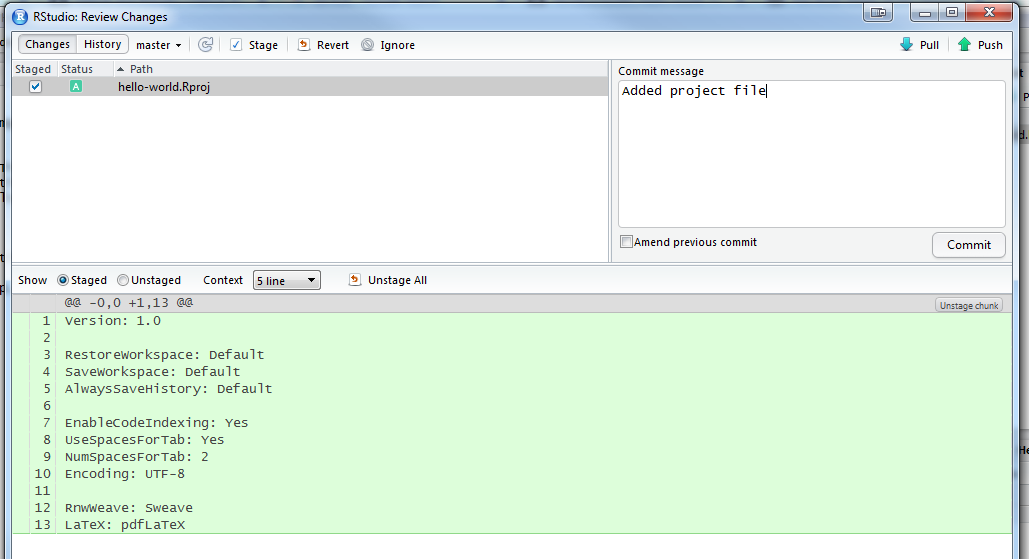 RStudio: Review Changes
Changes History master Stage Revert Ignore Pull Push
Staged Status Path
A hello-world.Rproj
Commit message
Added project file
Amend previous commit
Commit
Show Staged Unstaged Context 5 line Unstage All
@@ -0,0 +1,13 @@ Unstage chunk
1 Version: 1.0
2
3 RestoreWorkspace: Default
4 SaveWorkspace: Default
5 AlwaysSaveHistory: Default
6
7 EnableCodeIndexing: Yes
8 UseSpacesForTab: Yes
9 NumSpacesForTab: 2
10 Encoding: UTF-8
11
12 RnwWeave: Sweave
13 LaTeX: pdfLaTeX